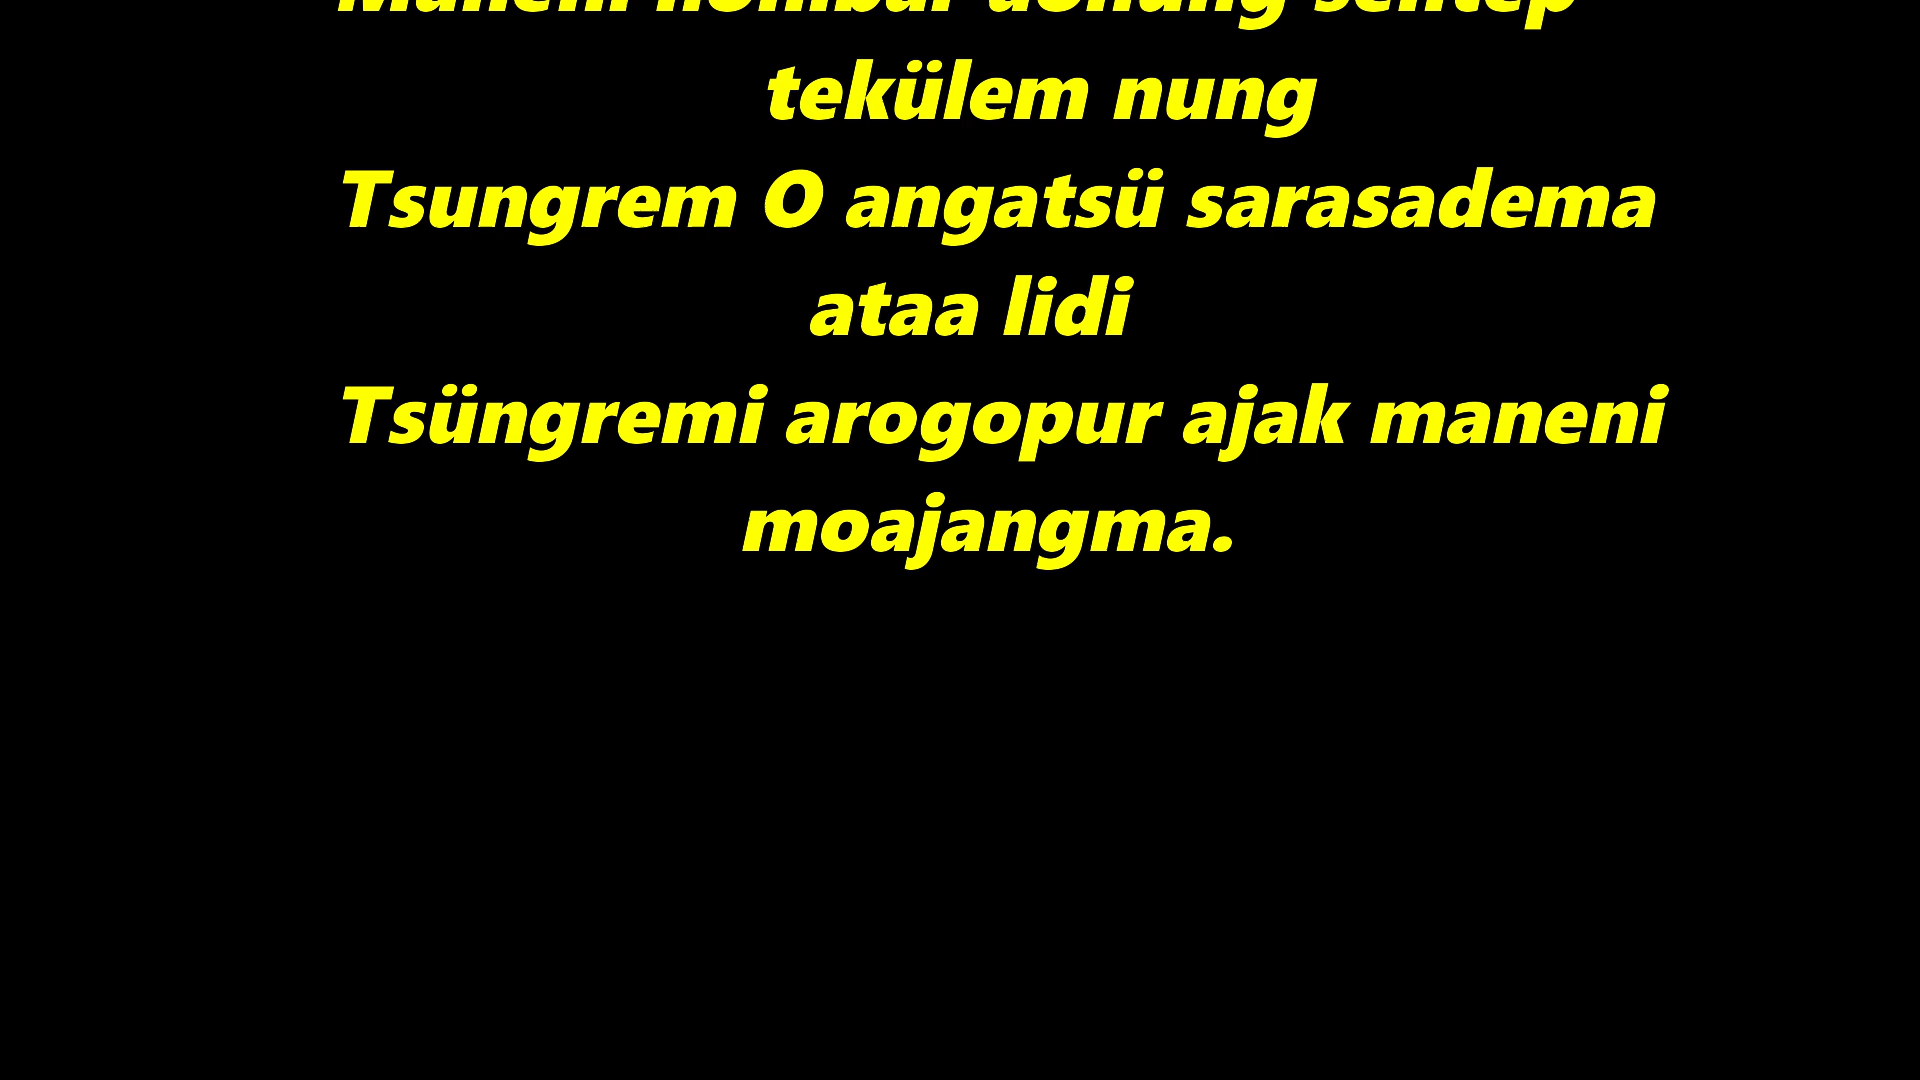 tekülem nung
Tsungrem O angatsü sarasadema
ataa lidi
Tsüngremi arogopur ajak maneni
moajangma.